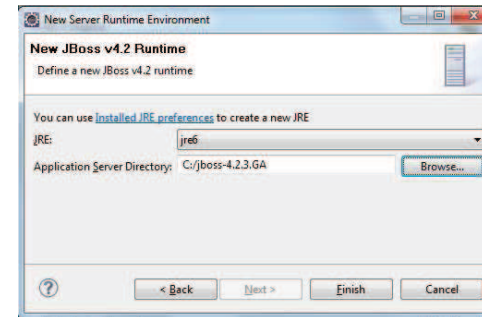 New Server Runtime Environment
New JBoss v4.2 Runtime
Define a new JBoss v4.2 runtime
You can use Installed JRE preferences to create a new JRE
JRE: jre6
Application Server Directory: C:/jboss-4.2.3.GA Browse...
? < Back Next > Finish Cancel